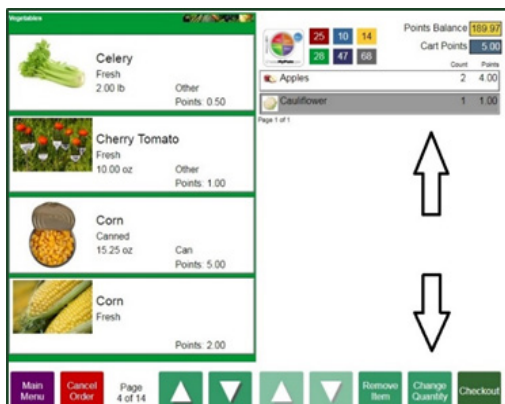 Vegetables
Celery
Fresh
2.00 lb
Other
Points: 0.50
Cherry Tomato
Fresh
10.00 oz
Other
Points: 1.00
Corn
Canned
15.25 oz
Can
Points: 5.00
Corn
Fresh
Points: 2.00
25 10 14
28 47 68
MyPlate
Points Balance 189.97
Cart Points 5.00
Count Points
Apples 2 4.00
Cauliflower 1 1.00
Page 1 of 1
Main Menu
Cancel Order
Page 4 of 14
Remove Item
Change Quantity
Checkout